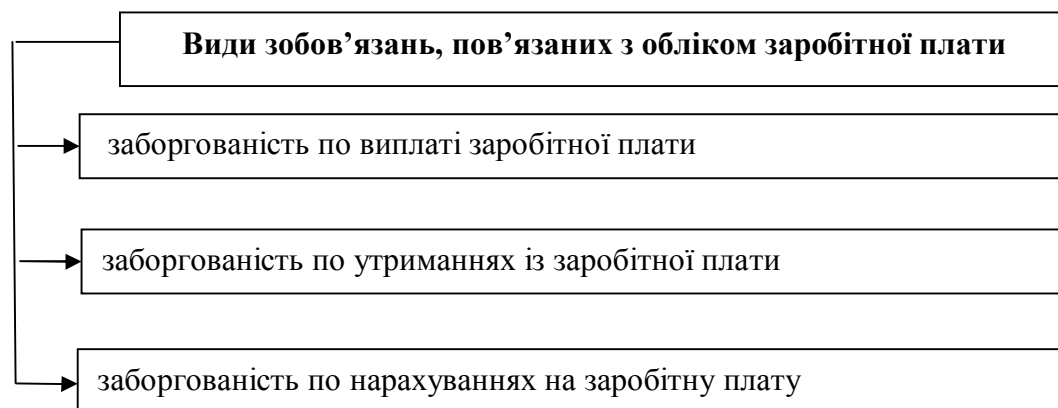 Види зобов’язань, пов’язаних з обліком заробітної плати
заборгованість по виплаті заробітної плати
заборгованість по утриманнях із заробітної плати
заборгованість по нарахуваннях на заробітну плату